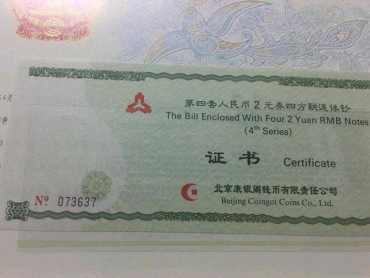 第四套人民币2元券四方联连体钞
The Bill Enclosed With Four 2 Yuan RMB Notes
(4th Series)
证书 Certificate
北京康银阁钱币有限责任公司
Beijing Coingot Coins Co., Ltd.
Nº 073637